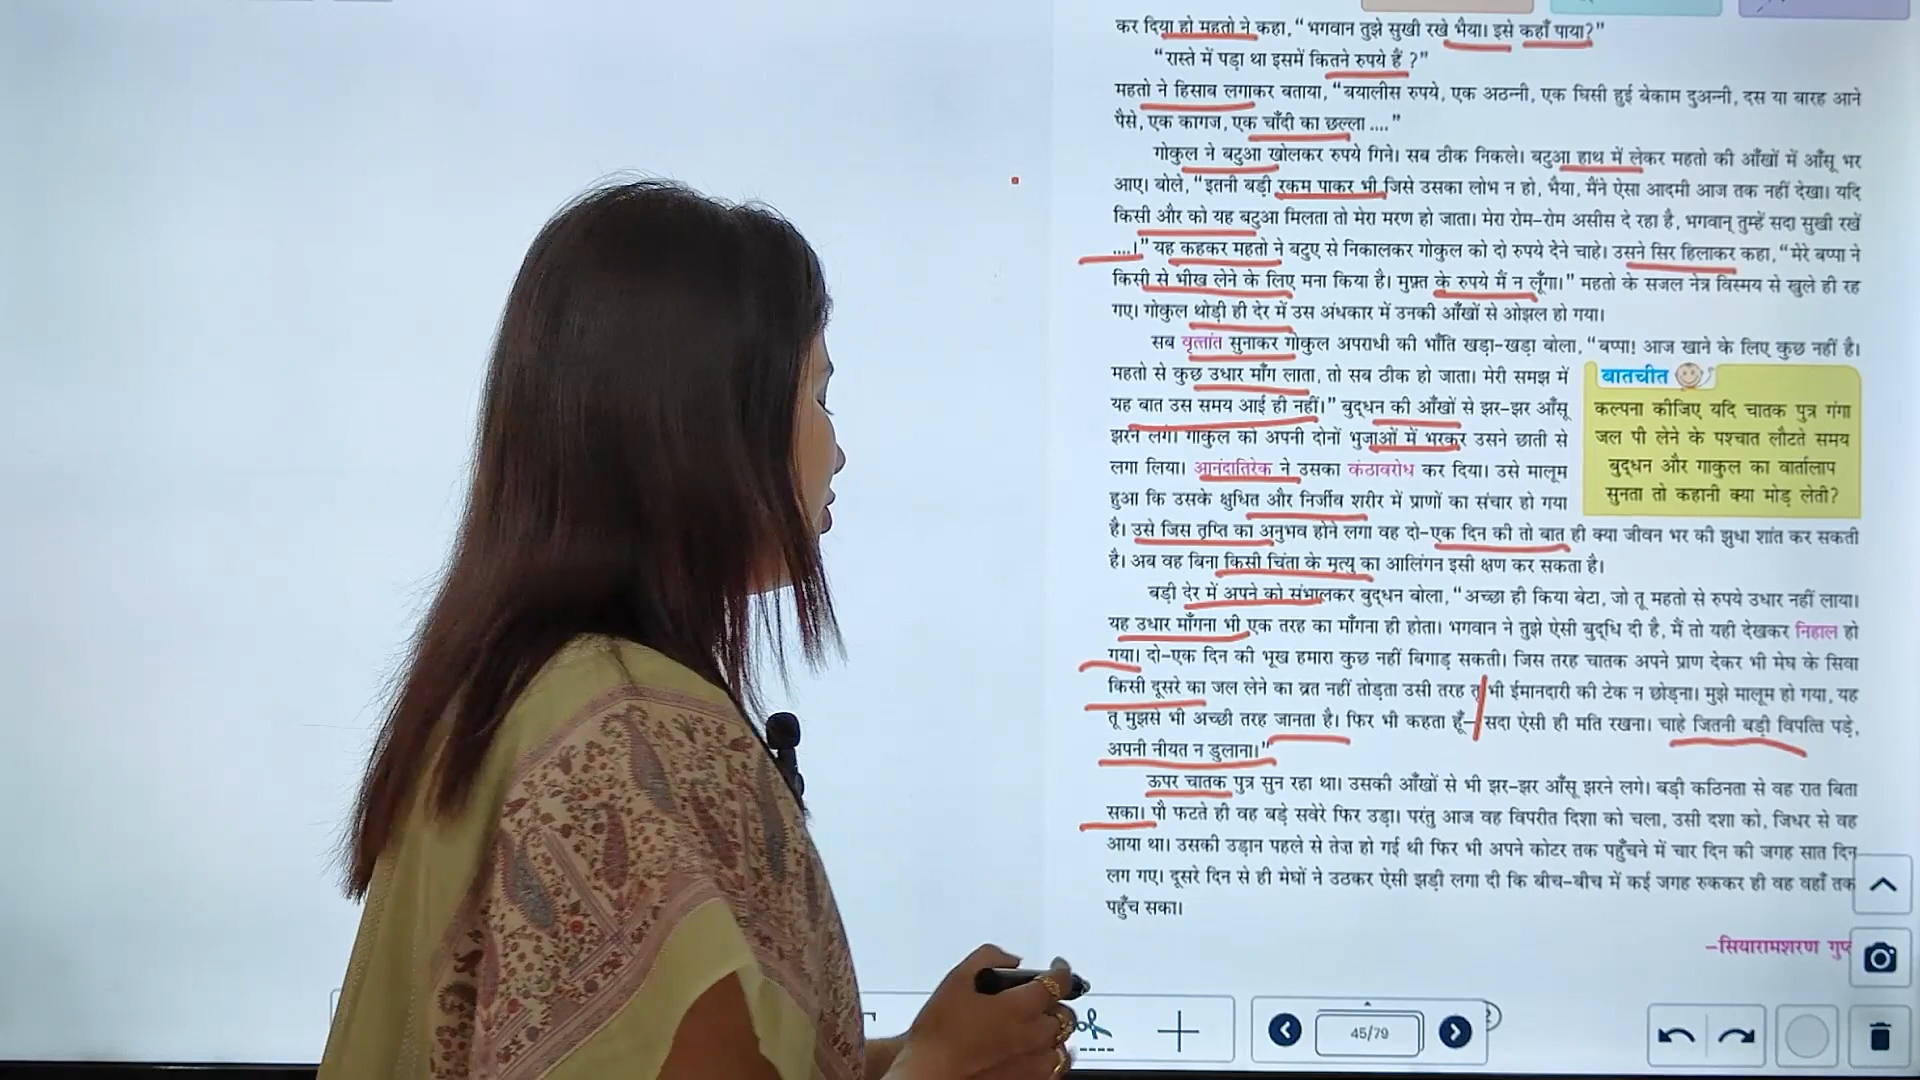 कर दिया हो महतो ने कहा, “भगवान तुझे सुखी रखे भैया। इसे कहाँ पाया?”
“रास्ते में पड़ा था इसमें कितने रुपये हैं ?”
महतो ने हिसाब लगाकर बताया, “बयालीस रुपये, एक अठन्नी, एक घिसी हुई बेकाम दुअन्नी, दस या बारह आने
पैसे, एक कागज, एक चाँदी का छल्ला ....”
गोकुल ने बटुआ खोलकर रुपये गिने। सब ठीक निकले। बटुआ हाथ में लेकर महतो की आँखों में आँसू भर
आए। बोले, “इतनी बड़ी रकम पाकर भी जिसे उसका लोभ न हो, भैया, मैंने ऐसा आदमी आज तक नहीं देखा। यदि
किसी और को यह बटुआ मिलता तो मेरा मरण हो जाता। मेरा रोम-रोम असीस दे रहा है, भगवान् तुम्हें सदा सुखी रखें
....।” यह कहकर महतो ने बटुए से निकालकर गोकुल को दो रुपये देने चाहे। उसने सिर हिलाकर कहा, “मेरे बप्पा ने
किसी से भीख लेने के लिए मना किया है। मुफ़्त के रुपये मैं न लूँगा।” महतो के सजल नेत्र विस्मय से खुले ही रह
गए। गोकुल थोड़ी ही देर में उस अंधकार में उनकी आँखों से ओझल हो गया।
सब वृत्तांत सुनाकर गोकुल अपराधी की भाँति खड़ा-खड़ा बोला, “बप्पा! आज खाने के लिए कुछ नहीं है।
महतो से कुछ उधार माँग लाता, तो सब ठीक हो जाता। मेरी समझ में
यह बात उस समय आई ही नहीं।” बुद्धन की आँखों से झर-झर आँसू
झरने लगे। गोकुल को अपनी दोनों भुजाओं में भरकर उसने छाती से
लगा लिया। आनंदातिरेक ने उसका कंठावरोध कर दिया। उसे मालूम
हुआ कि उसके क्षुधित और निर्जीव शरीर में प्राणों का संचार हो गया
है। उसे जिस तृप्ति का अनुभव होने लगा वह दो-एक दिन की तो बात ही क्या जीवन भर की क्षुधा शांत कर सकती
है। अब वह बिना किसी चिंता के मृत्यु का आलिंगन इसी क्षण कर सकता है।
बातचीत
कल्पना कीजिए यदि चातक पुत्र गंगा
जल पी लेने के पश्चात लौटते समय
बुद्धन और गोकुल का वार्तालाप
सुनता तो कहानी क्या मोड़ लेती?
बड़ी देर में अपने को संभालकर बुद्धन बोला, “अच्छा ही किया बेटा, जो तू महतो से रुपये उधार नहीं लाया।
यह उधार माँगना भी एक तरह का माँगना ही होता। भगवान ने तुझे ऐसी बुद्धि दी है, मैं तो यही देखकर निहाल हो
गया। दो-एक दिन की भूख हमारा कुछ नहीं बिगाड़ सकती। जिस तरह चातक अपने प्राण देकर भी मेघ के सिवा
किसी दूसरे का जल लेने का व्रत नहीं तोड़ता उसी तरह तू भी ईमानदारी की टेक न छोड़ना। मुझे मालूम हो गया, यह
तू मुझसे भी अच्छी तरह जानता है। फिर भी कहता हूँ- सदा ऐसी ही मति रखना। चाहे जितनी बड़ी विपत्ति पड़े,
अपनी नीयत न डुलाना।”
ऊपर चातक पुत्र सुन रहा था। उसकी आँखों से भी झर-झर आँसू झरने लगे। बड़ी कठिनता से वह रात बिता
सका। पौ फटते ही वह बड़े सवेरे फिर उड़ा। परंतु आज वह विपरीत दिशा को चला, उसी दशा को, जिधर से वह
आया था। उसकी उड़ान पहले से तेज़ हो गई थी फिर भी अपने कोटर तक पहुँचने में चार दिन की जगह सात दिन
लग गए। दूसरे दिन से ही मेघों ने उठकर ऐसी झड़ी लगा दी कि बीच-बीच में कई जगह रुककर ही वह वहाँ तक
पहुँच सका।
-सियारामशरण गुप्
45/79